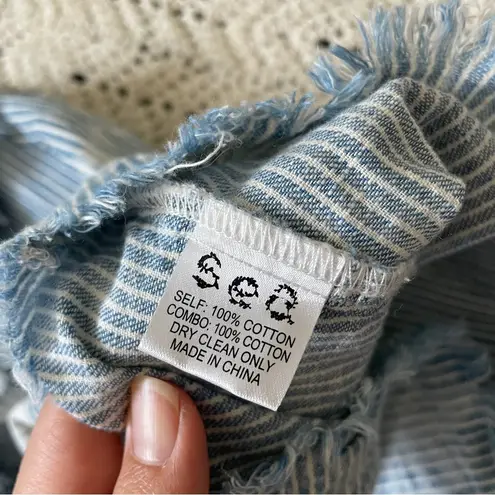 sea
SELF: 100% COTTON
COMBO: 100% COTTON
DRY CLEAN ONLY
MADE IN CHINA